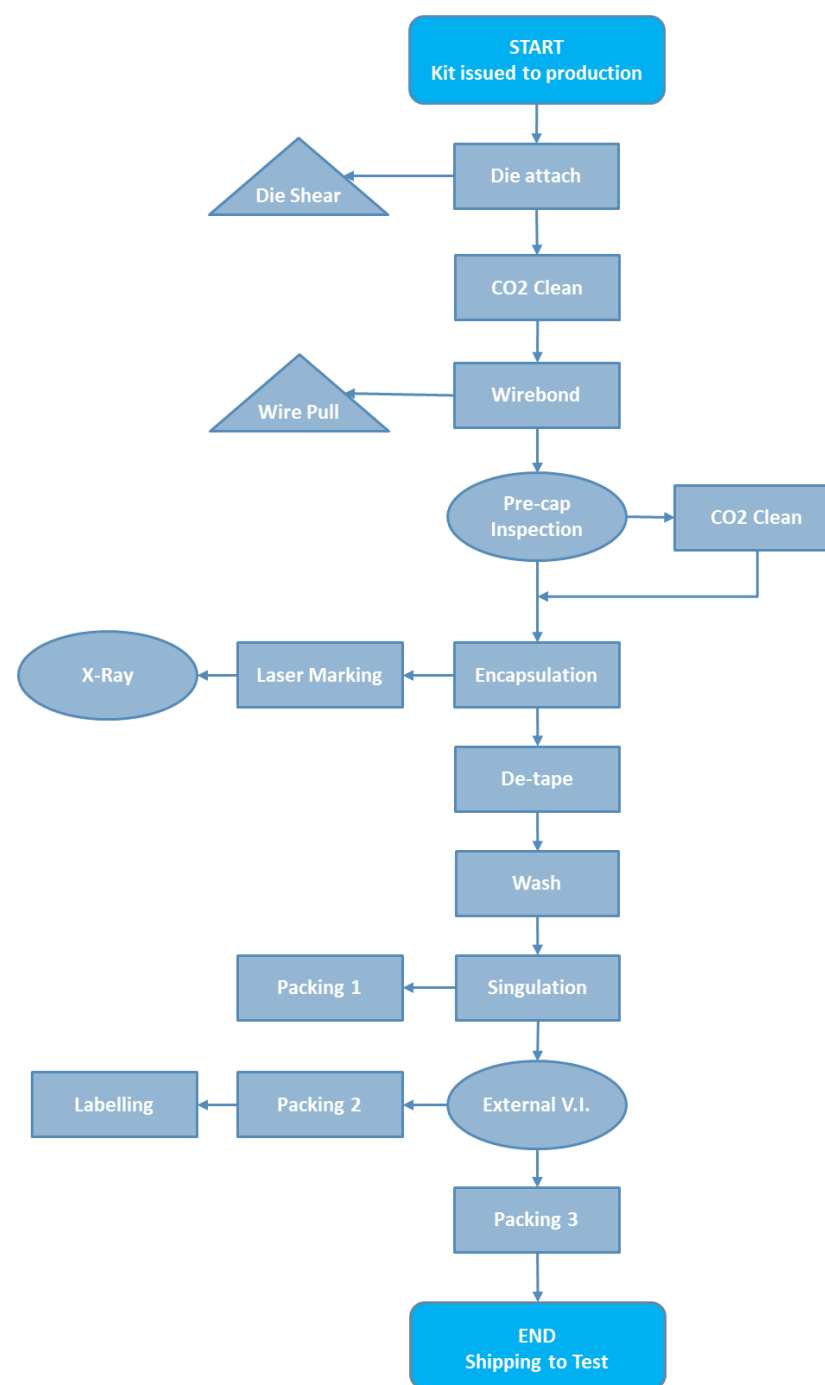 START
Kit issued to production
Die attach
Die Shear
CO2 Clean
Wirebond
Wire Pull
Pre-cap
Inspection
CO2 Clean
Encapsulation
Laser Marking
X-Ray
De-tape
Wash
Singulation
Packing 1
External V.I.
Packing 2
Labelling
Packing 3
END
Shipping to Test